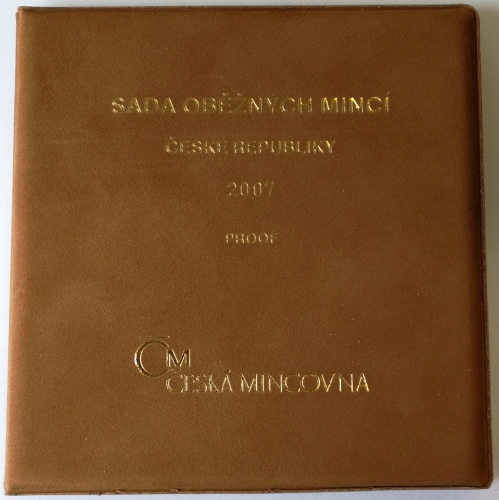 SADA OBĚŽNÝCH MINCÍ
ČESKÉ REPUBLIKY
2007
PROOF
ČM
ČESKÁ MINCOVNA